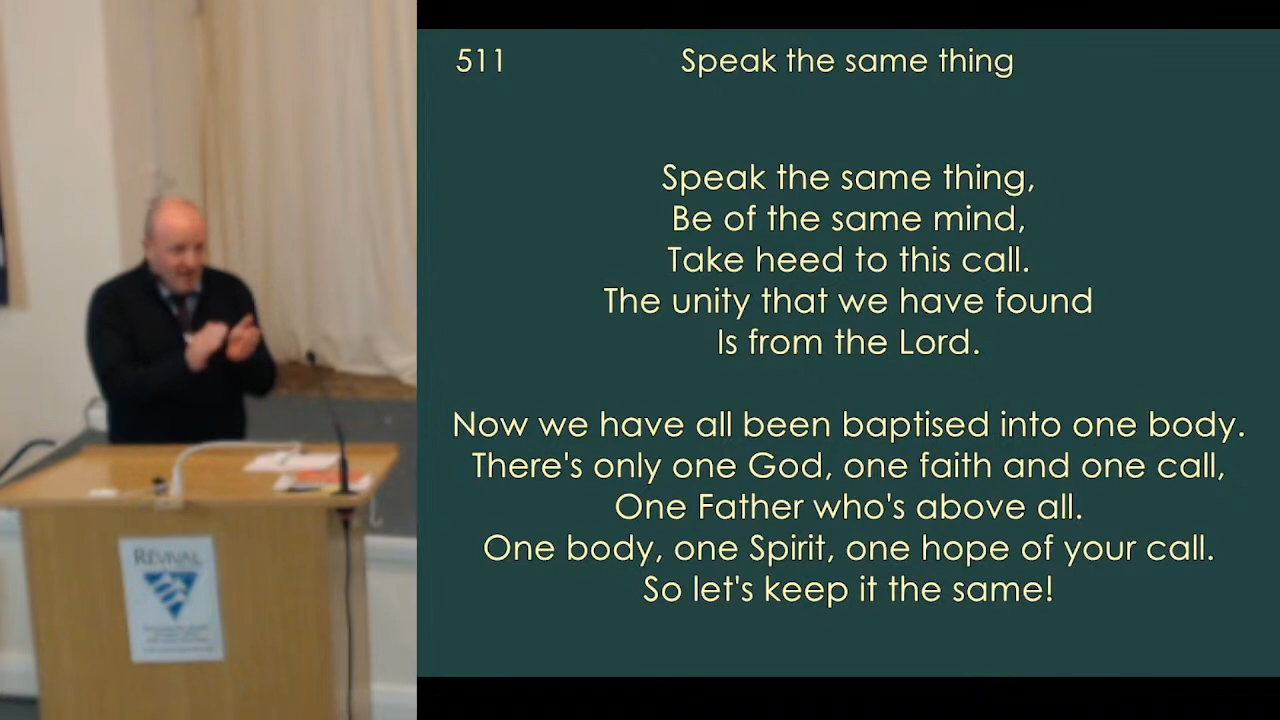 511
Speak the same thing
Speak the same thing,
Be of the same mind,
Take heed to this call.
The unity that we have found
Is from the Lord.
Now we have all been baptised into one body.
There's only one God, one faith and one call,
One Father who's above all.
One body, one Spirit, one hope of your call.
So let's keep it the same!
REVIVAL